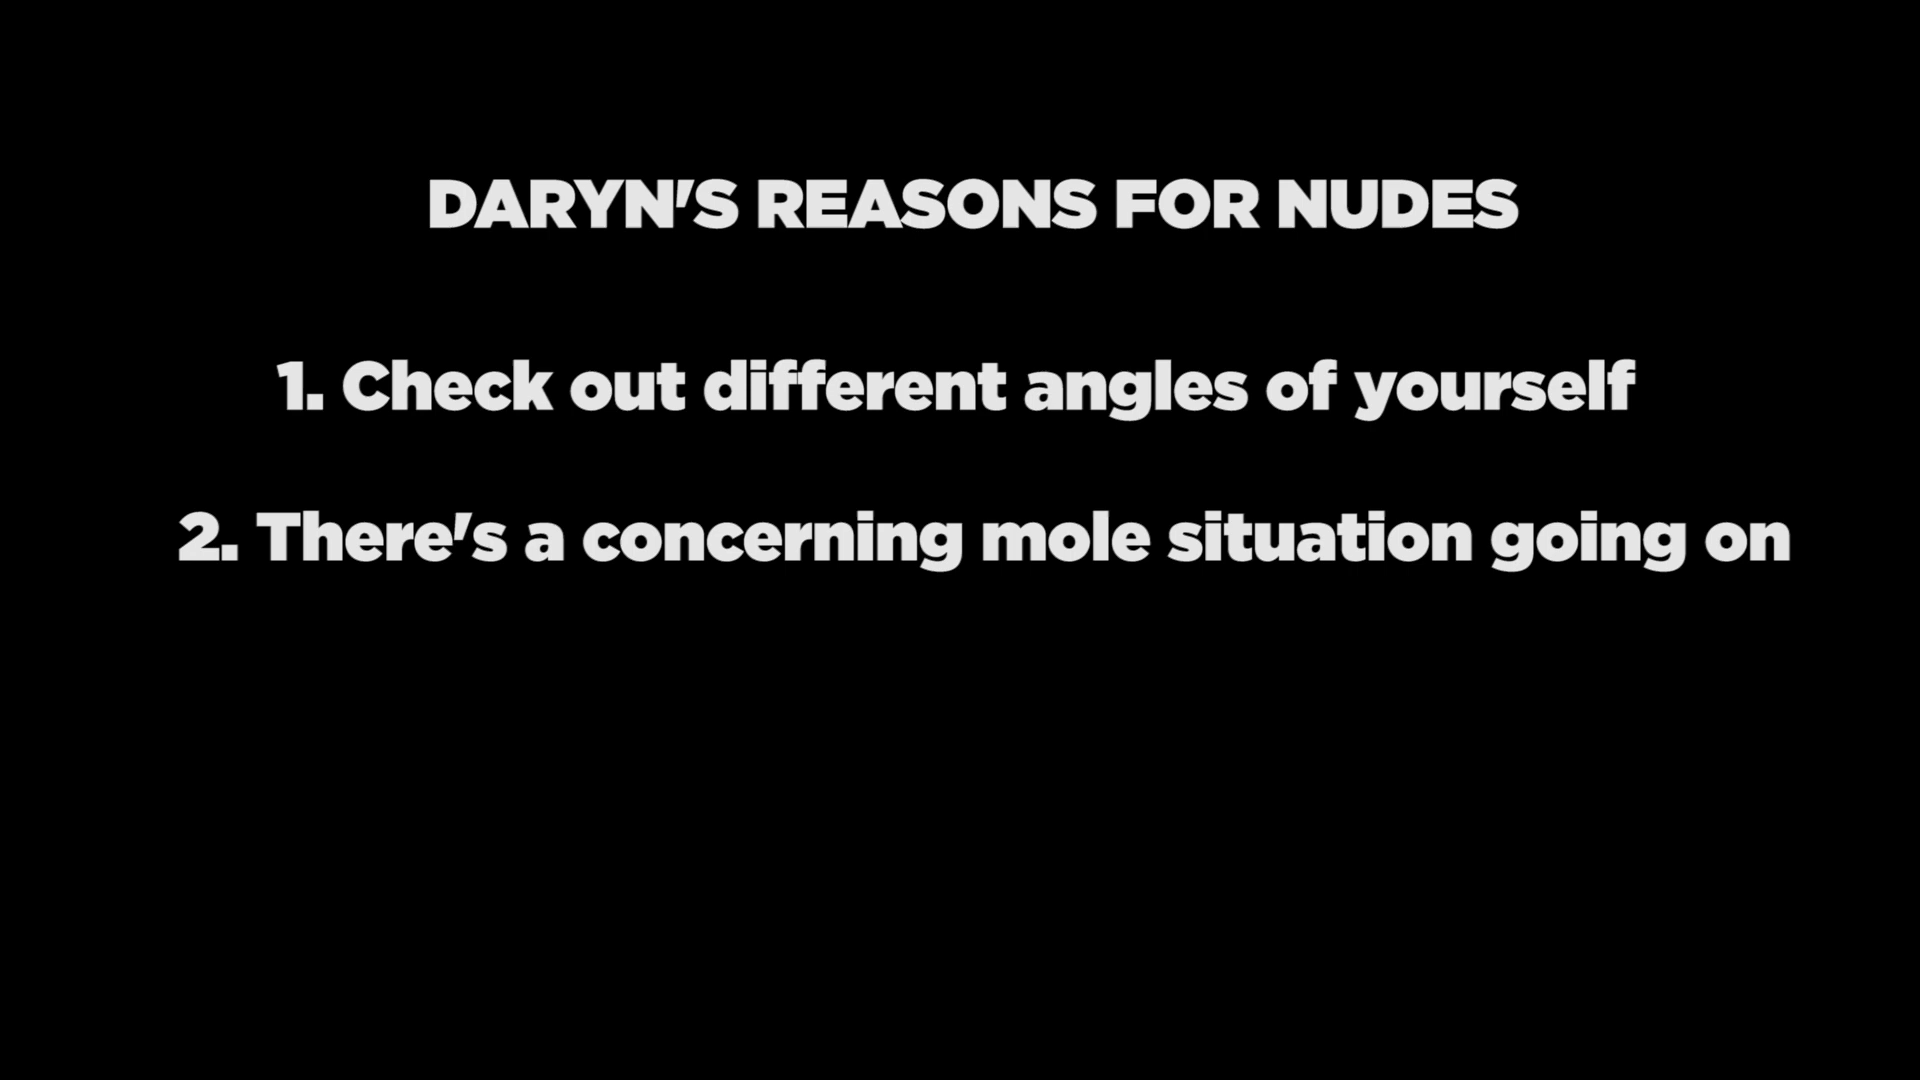 DARYN'S REASONS FOR NUDES
1. Check out different angles of yourself
2. There's a concerning mole situation going on